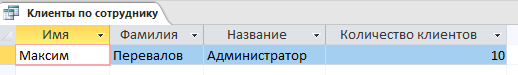 Клиенты по сотруднику
Имя Фамилия Название Количество клиентов
Максим Перевалов Администратор 10